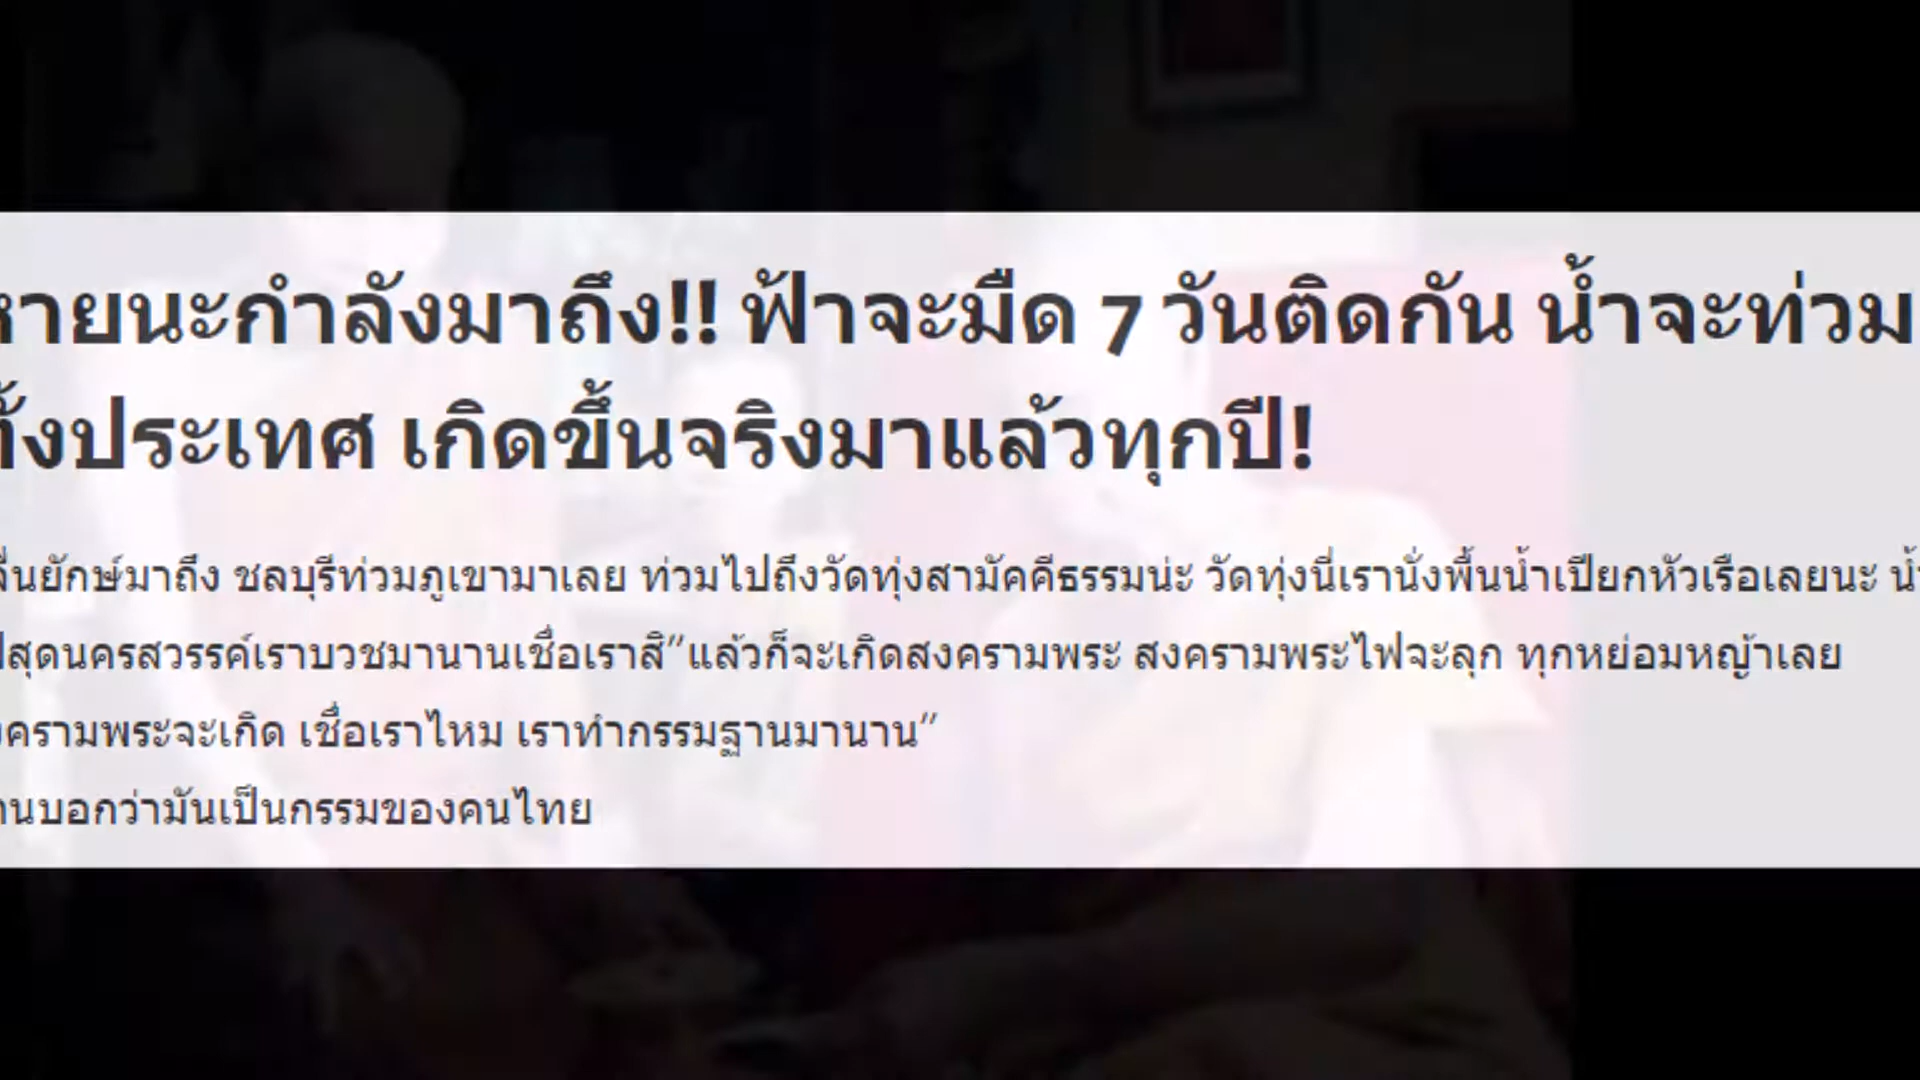 หายนะกำลังมาถึง!! ฟ้าจะมืด 7 วันติดกัน น้ำจะท่วม
ทั้งประเทศ เกิดขึ้นจริงมาแล้วทุกปี!
ลื่นยักษ์มาถึง ชลบุรีท่วมภูเขามาเลย ท่วมไปถึงวัดทุ่งสามัคคีธรรมน่ะ วัดทุ่งนี่เรานั่งพื้นน้ำเปียกหัวเรือเลยนะ
สุดนครสวรรค์เราบวชมานานเชื่อเราสิ”แล้วก็จะเกิดสงครามพระ สงครามพระไฟจะลุก ทุกหย่อมหญ้าเลย
งครามพระจะเกิด เชื่อเราไหม เราทำกรรมฐานมานาน”
านบอกว่ามันเป็นกรรมของคนไทย